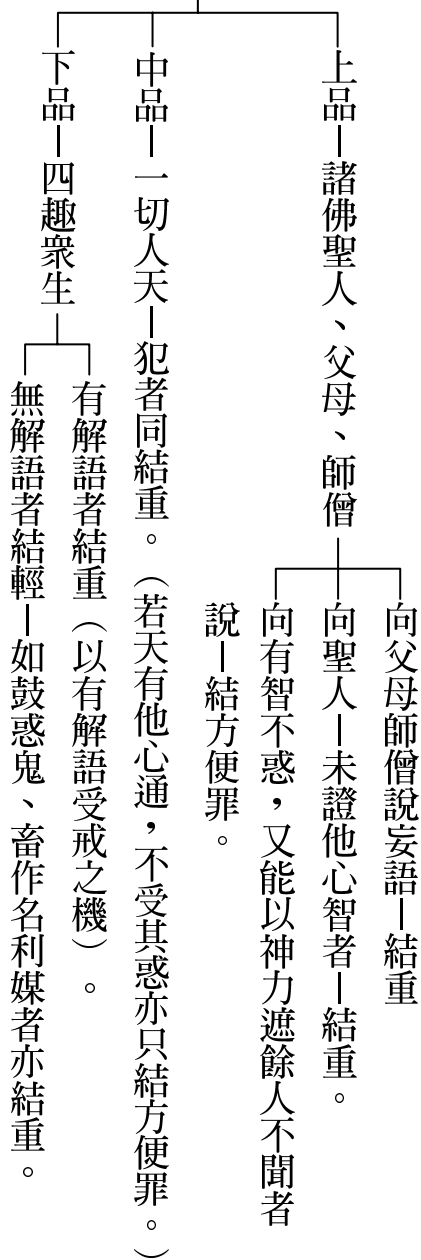 上品—諸佛聖人、父母、師僧
向父母師僧說妄語—結重
向聖人—未證他心智者—結重。
向有智不惑，又能以神力遮餘人不聞者
說—結方便罪。
中品—一切人天—犯者同結重。（若天有他心通，不受其惑亦只結方便罪。）
下品—四趣衆生
有解語者結重（以有解語受戒之機）。
無解語者結輕—如鼓惑鬼、畜作名利媒者亦結重。